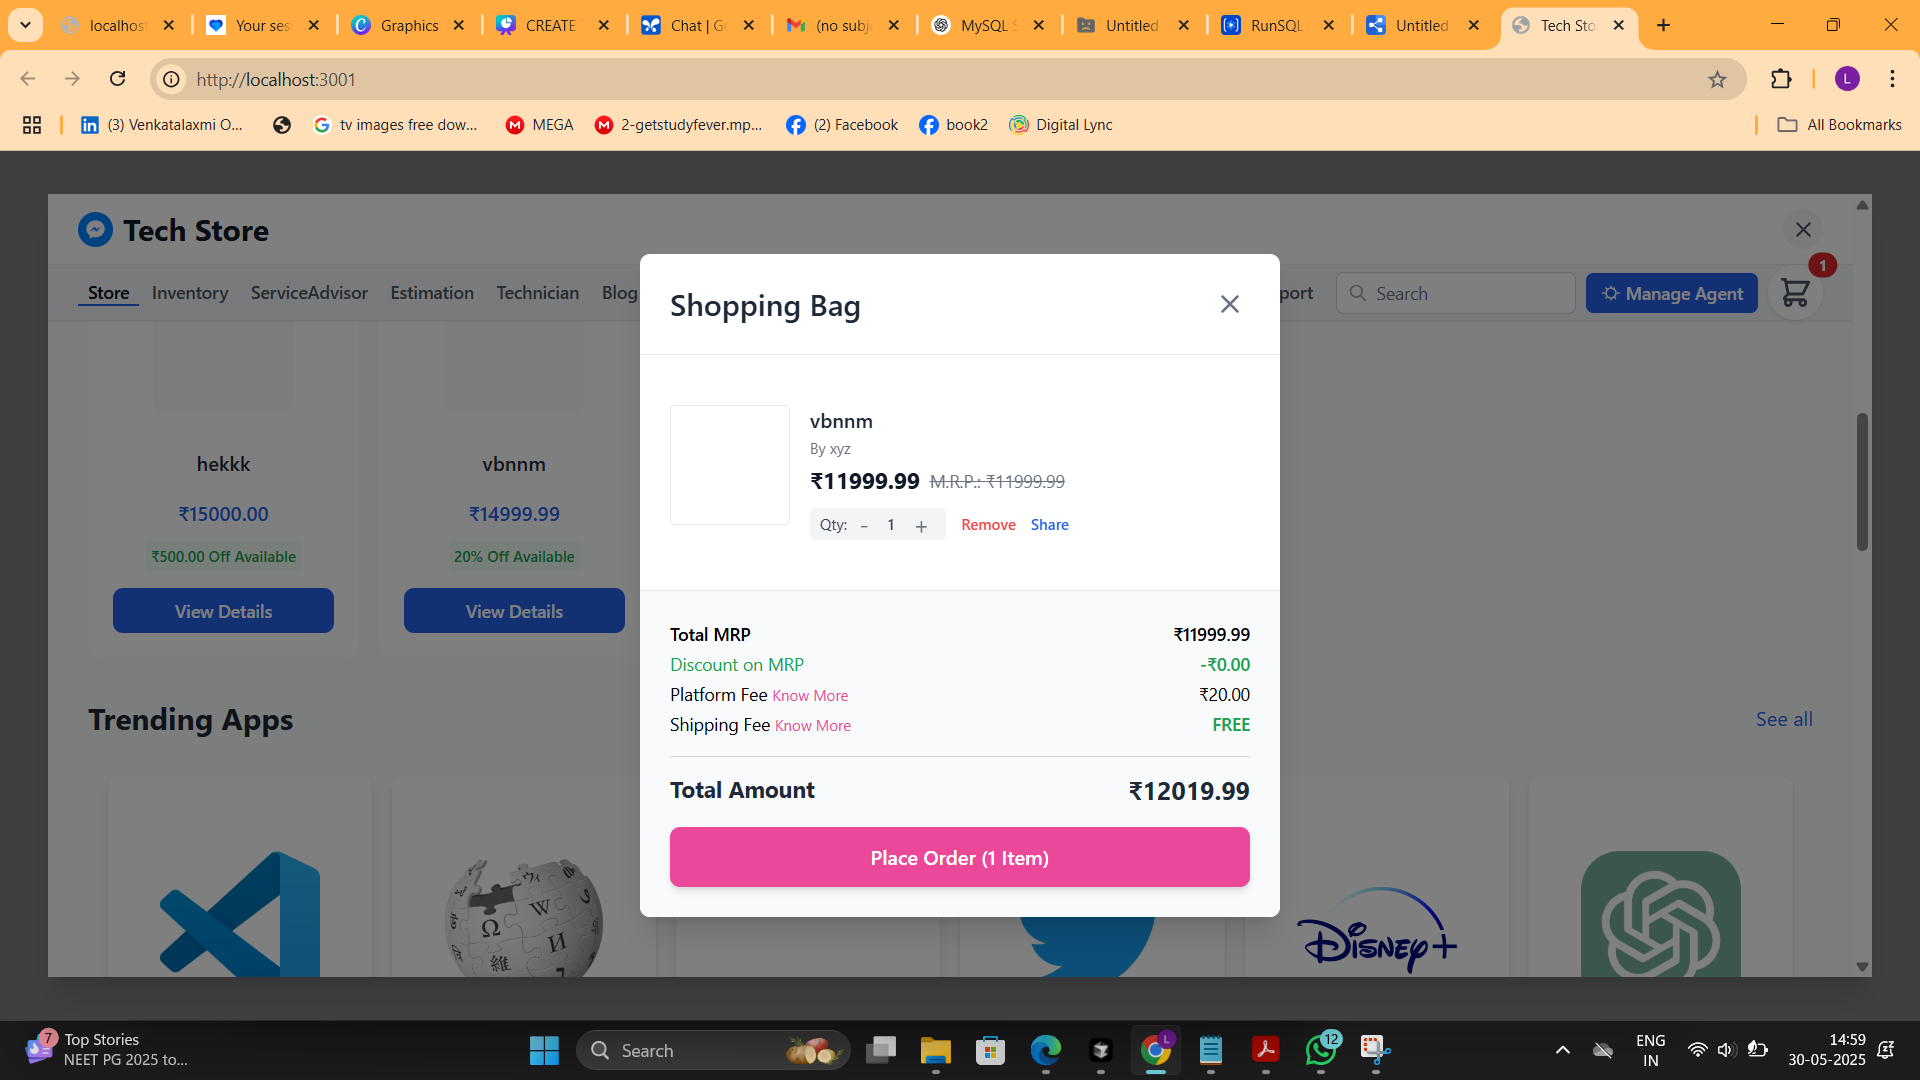 localhost
Your ses
Graphics
CREATE
Chat | G
(no subj
MySQL S
Untitled
RunSQL
Untitled
Tech Sto
http://localhost:3001
L
(3) Venkatalaxmi O...
tv images free dow...
MEGA
2-getstudyfever.mp...
(2) Facebook
book2
Digital Lync
All Bookmarks
Tech Store
1
Store
Inventory
ServiceAdvisor
Estimation
Technician
Blog
port
Search
Manage Agent
hekkk
vbnnm
₹15000.00
₹14999.99
₹500.00 Off Available
20% Off Available
View Details
View Details
Trending Apps
See all
Disney+
Shopping Bag
vbnnm
By xyz
₹11999.99 M.R.P.: ₹11999.99
Qty: - 1 + Remove Share
Total MRP ₹11999.99
Discount on MRP -₹0.00
Platform Fee Know More ₹20.00
Shipping Fee Know More FREE
Total Amount ₹12019.99
Place Order (1 Item)
7
Top Stories
NEET PG 2025 to...
Search
L
12
ENG
IN
14:59
30-05-2025